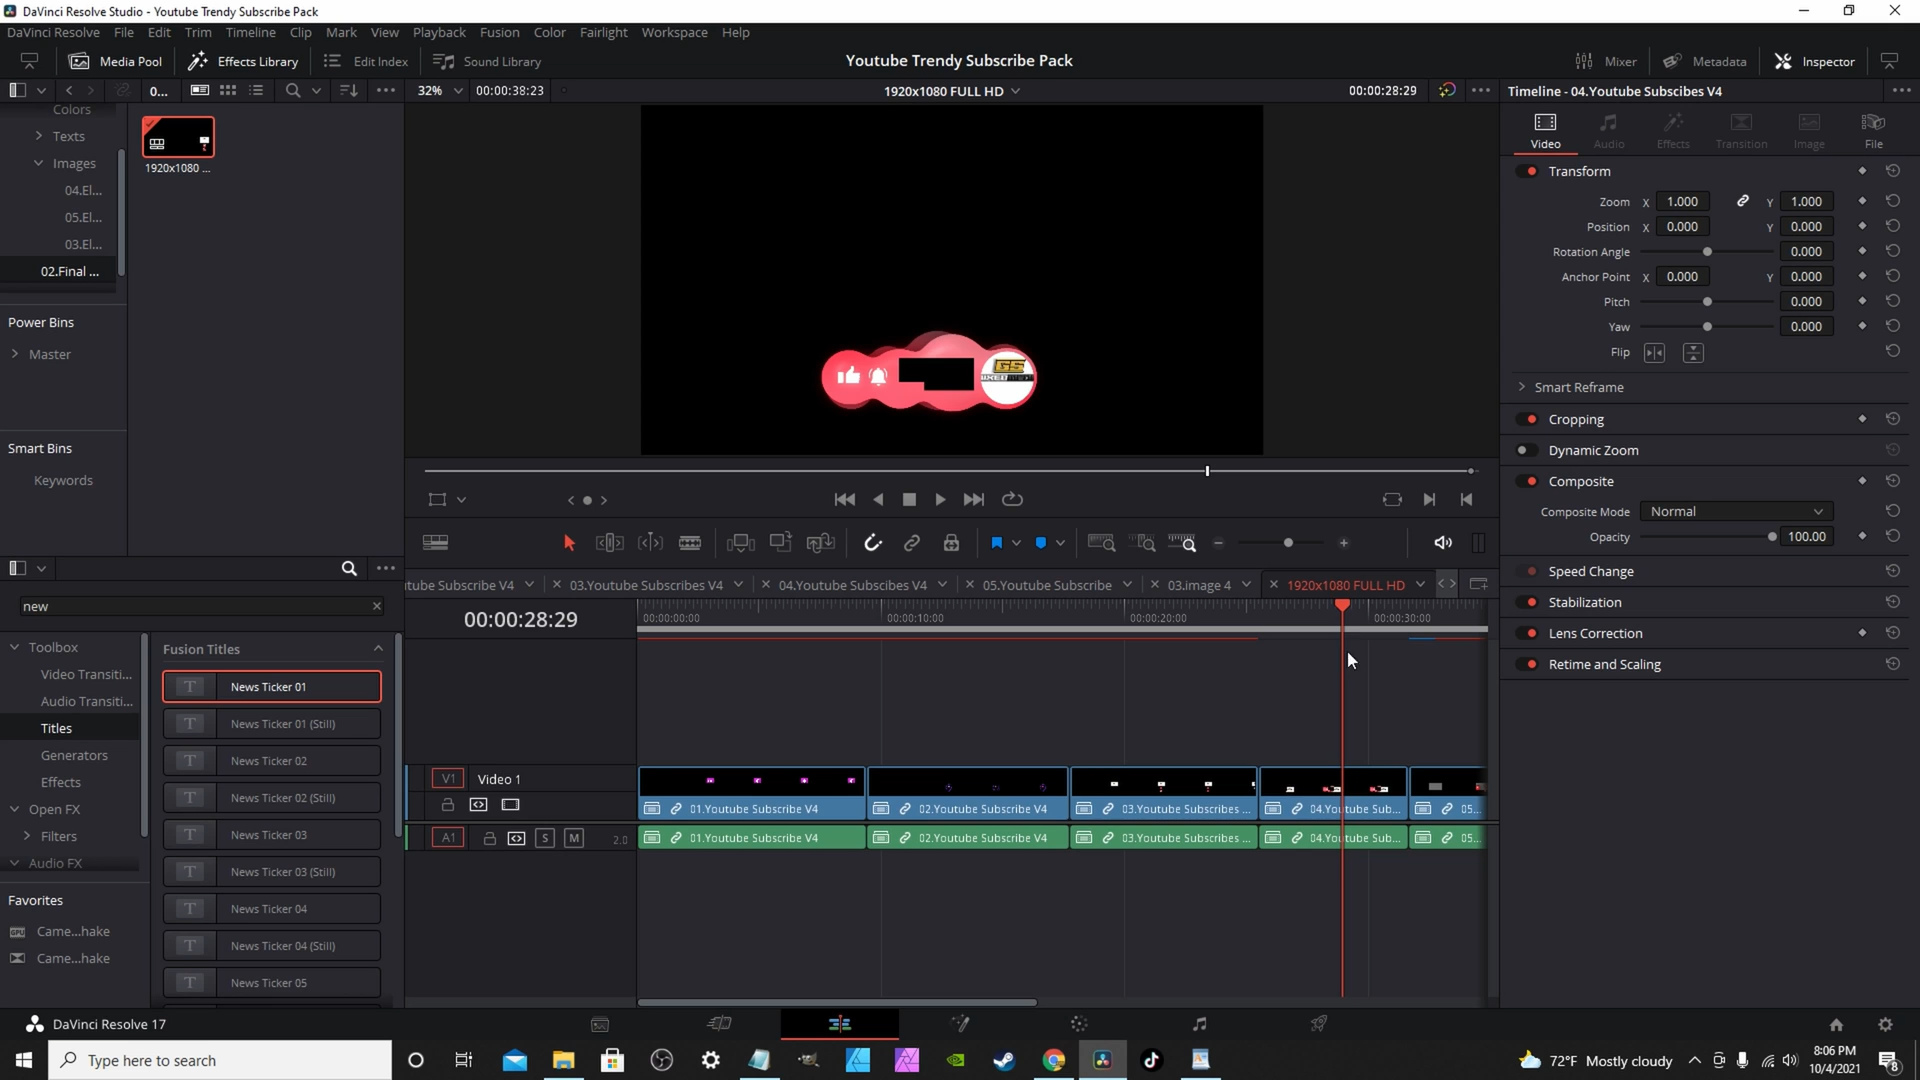 DaVinci Resolve Studio - Youtube Trendy Subscribe Pack
DaVinci Resolve File Edit Trim Timeline Clip Mark View Playback Fusion Color Fairlight Workspace Help
Media Pool Effects Library Edit Index Sound Library Youtube Trendy Subscribe Pack Mixer Metadata Inspector
0... 32% 00:00:38:23 1920x1080 FULL HD 00:00:28:29 Timeline - 04.Youtube Subscibes V4
Colors
Texts
Images
04.El...
05.El...
03.El...
02.Final ...
1920x1080 ...
Power Bins
Master
Smart Bins
Keywords
GS
Video Audio Effects Transition Image File
Transform
Zoom X 1.000 Y 1.000
Position X 0.000 Y 0.000
Rotation Angle 0.000
Anchor Point X 0.000 Y 0.000
Pitch 0.000
Yaw 0.000
Flip
Smart Reframe
Cropping
Dynamic Zoom
Composite
Composite Mode Normal
Opacity 100.00
Speed Change
Stabilization
Lens Correction
Retime and Scaling
new
Toolbox
Video Transiti...
Audio Transiti...
Titles
Generators
Effects
Open FX
Filters
Audio FX
Favorites
Came...hake
Came...hake
Fusion Titles
News Ticker 01
News Ticker 01 (Still)
News Ticker 02
News Ticker 02 (Still)
News Ticker 03
News Ticker 03 (Still)
News Ticker 04
News Ticker 04 (Still)
News Ticker 05
tube Subscribe V4 03.Youtube Subscribes V4 04.Youtube Subscibes V4 05.Youtube Subscribe 03.image 4 1920x1080 FULL HD
00:00:28:29 00:00:00:00 00:00:10:00 00:00:20:00 00:00:30:00
V1 Video 1
01.Youtube Subscribe V4 02.Youtube Subscribe V4 03.Youtube Subscribes ... 04.Youtube Sub... 05...
A1 S M 2.0 01.Youtube Subscribe V4 02.Youtube Subscribe V4 03.Youtube Subscribes ... 04.Youtube Sub... 05...
DaVinci Resolve 17
Type here to search
72°F Mostly cloudy
8:06 PM
10/4/2021
8